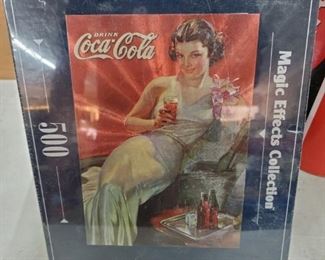 DRINK
Coca-Cola
Magic Effects Collection
500